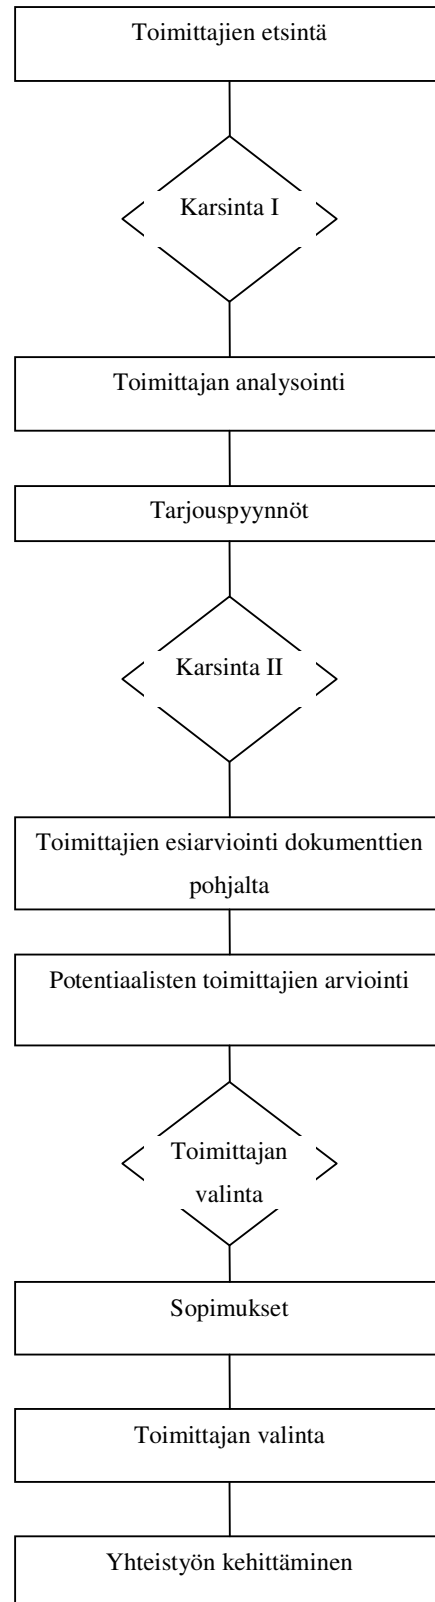 Toimittajien etsintä
Karsinta I
Toimittajan analysointi
Tarjouspyynnöt
Karsinta II
Toimittajien esiarviointi dokumenttien
pohjalta
Potentiaalisten toimittajien arviointi
Toimittajan
valinta
Sopimukset
Toimittajan valinta
Yhteistyön kehittäminen